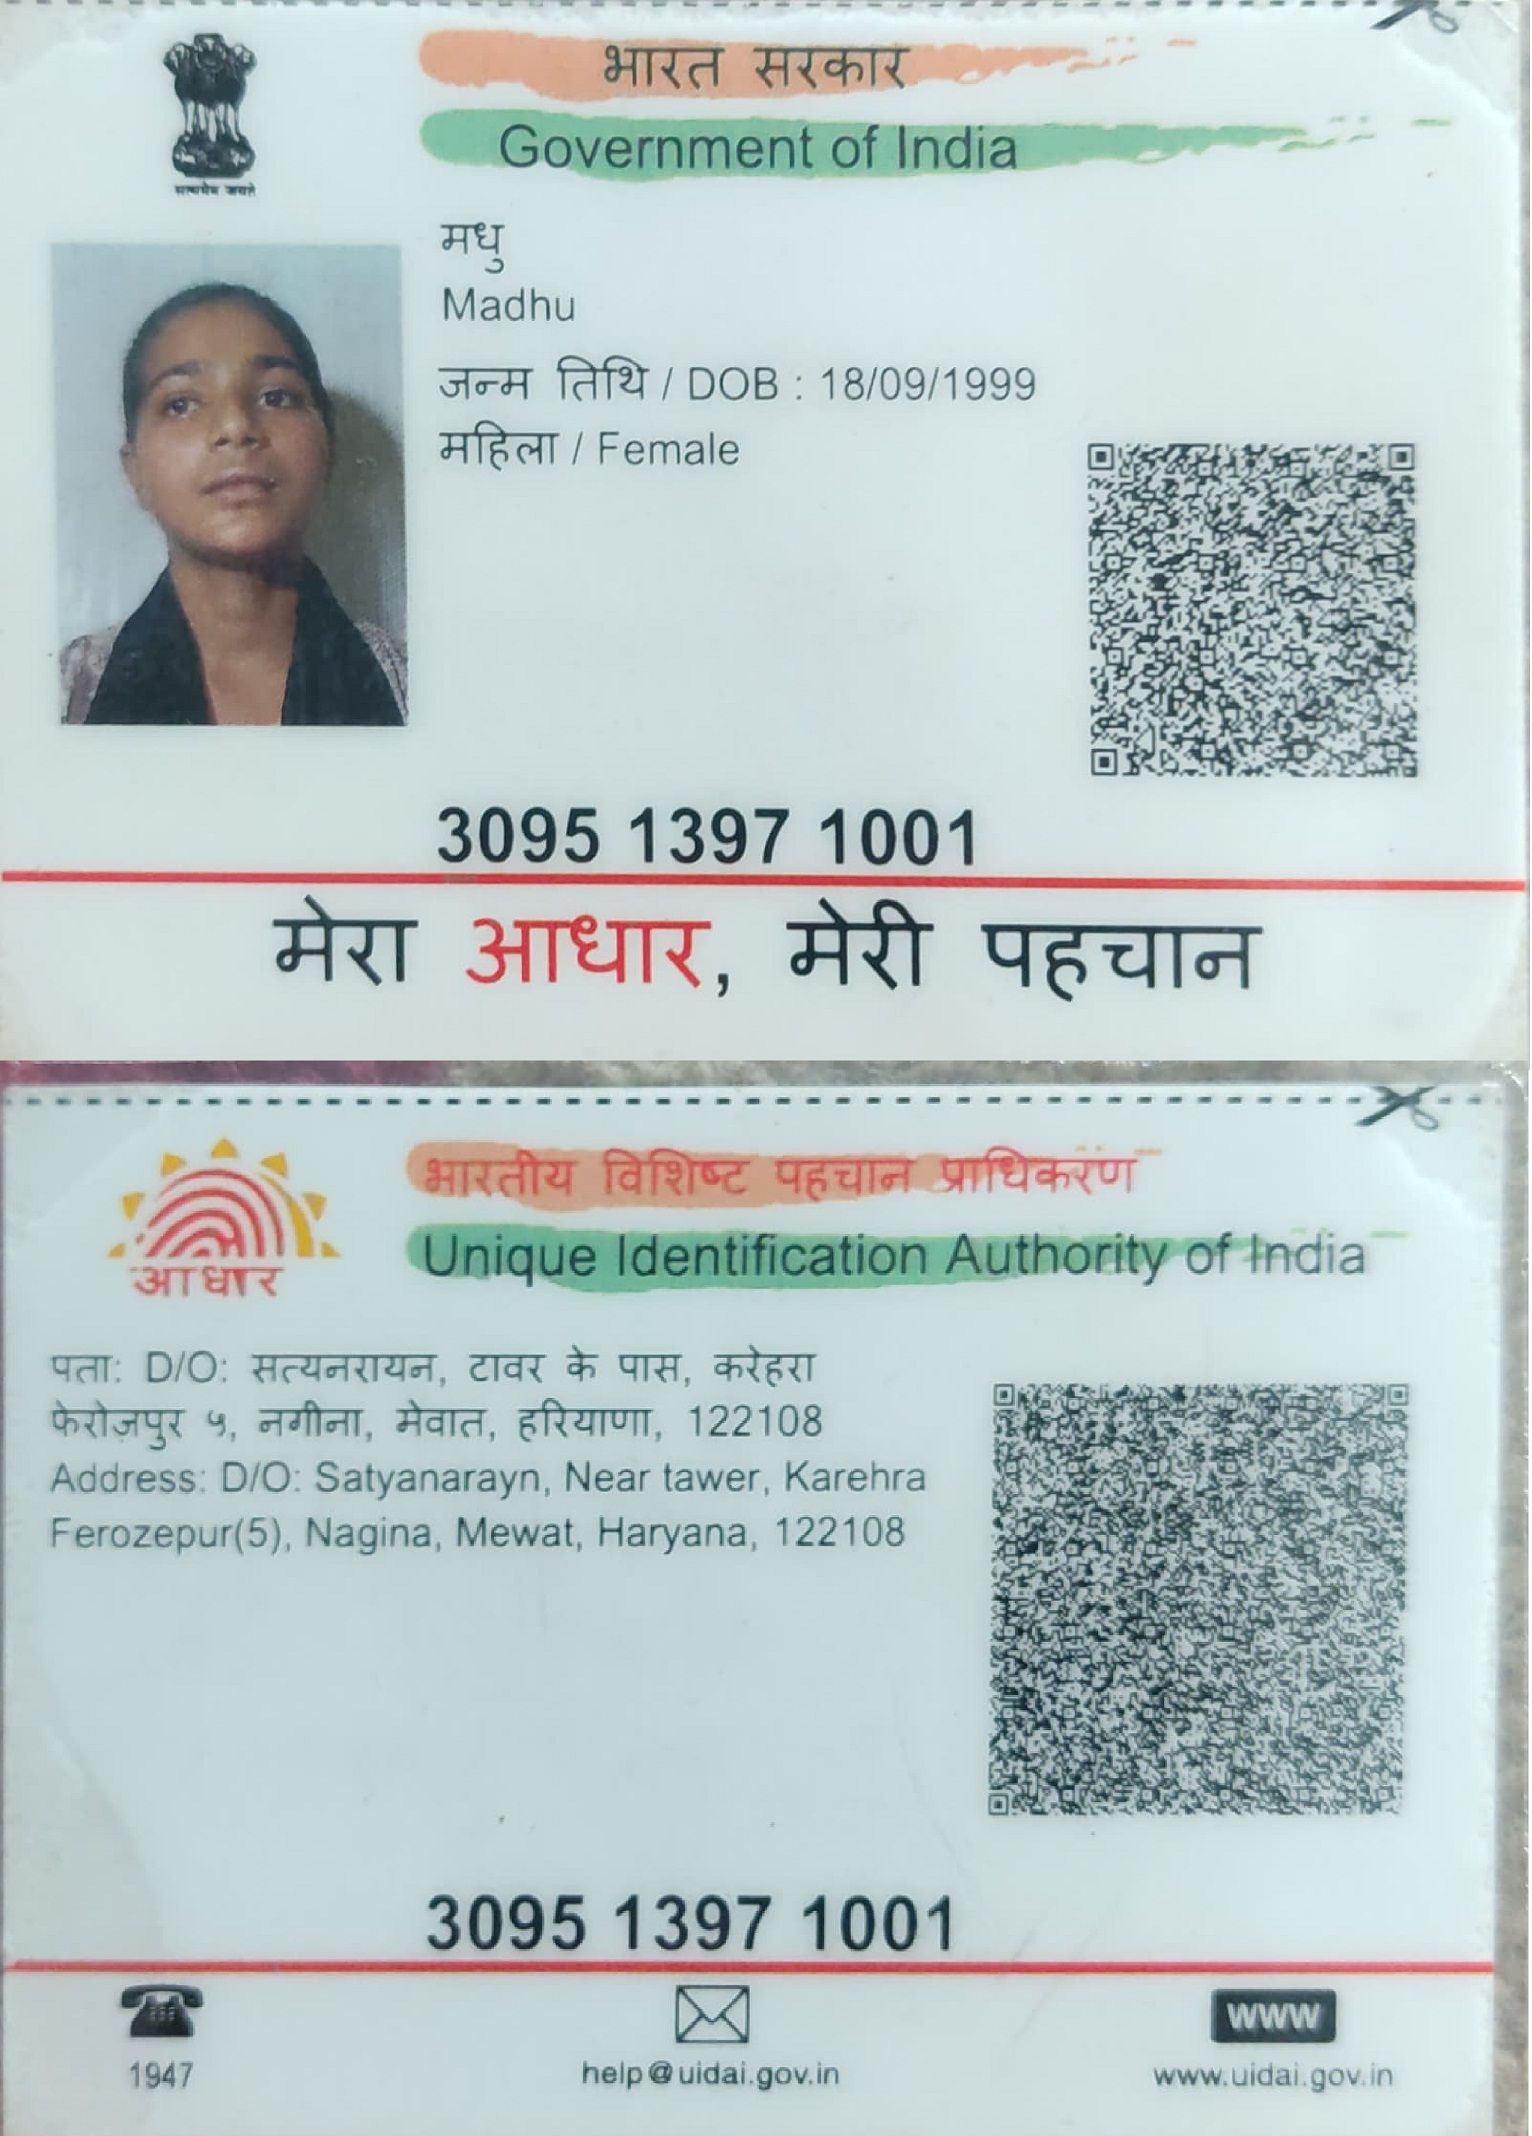 भारत सरकार
Government of India
सत्यमेव जयते
मधु
Madhu
जन्म तिथि / DOB : 18/09/1999
महिला / Female
3095 1397 1001
मेरा आधार, मेरी पहचान
भारतीय विशिष्ट पहचान प्राधिकरण
Unique Identification Authority of India
आधार
पता: D/O: सत्यनरायन, टावर के पास, करेहरा
फेरोज़पुर ५, नगीना, मेवात, हरियाणा, 122108
Address: D/O: Satyanarayn, Near tawer, Karehra
Ferozepur(5), Nagina, Mewat, Haryana, 122108
3095 1397 1001
www
1947
help@uidai.gov.in
www.uidai.gov.in